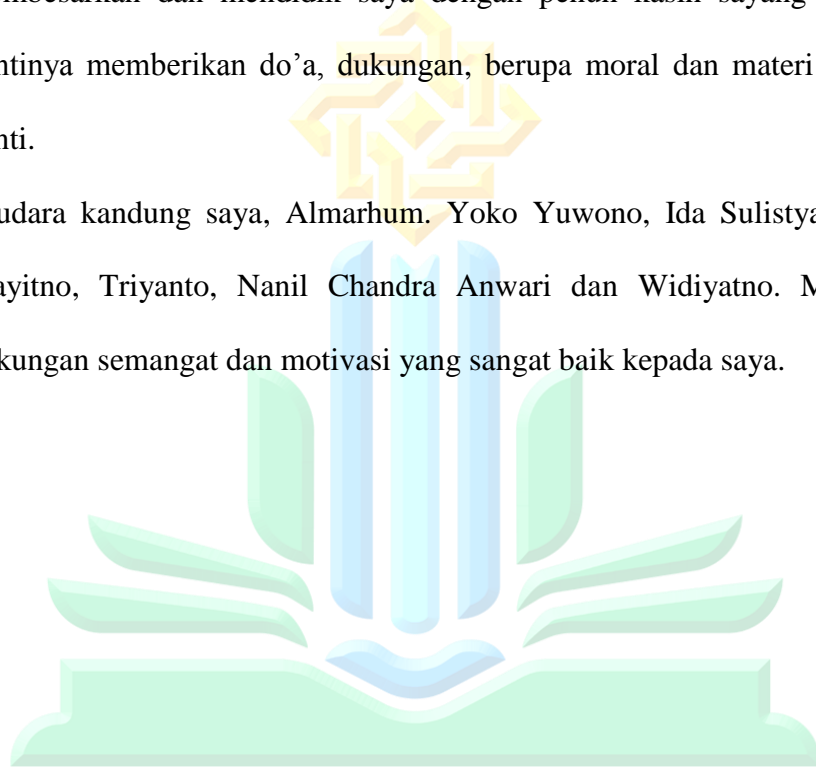 mbesarkan dan mendidik saya dengan penuh kasih sayang
ntinya memberikan do’a, dukungan, berupa moral dan materi
nti.
udara kandung saya, Almarhum. Yoko Yuwono, Ida Sulistya
ayitno, Triyanto, Nanil Chandra Anwari dan Widiyatno. M
kungan semangat dan motivasi yang sangat baik kepada saya.